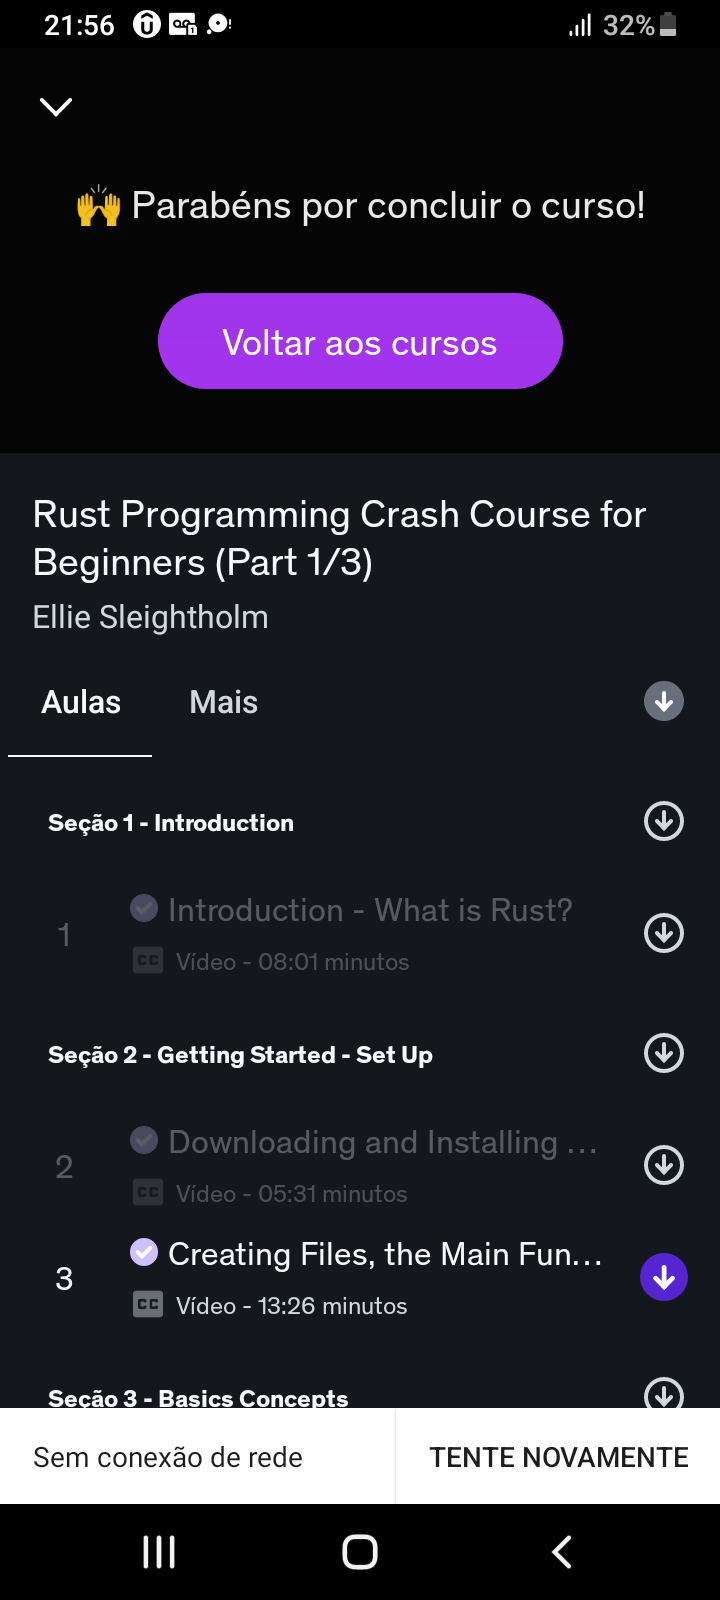 21:56
32%
🙌 Parabéns por concluir o curso!
Voltar aos cursos
Rust Programming Crash Course for
Beginners (Part 1/3)
Ellie Sleightholm
Aulas
Mais
Seção 1 - Introduction
1
Introduction - What is Rust?
CC Vídeo - 08:01 minutos
Seção 2 - Getting Started - Set Up
2
Downloading and Installing ...
CC Vídeo - 05:31 minutos
3
Creating Files, the Main Fun...
CC Vídeo - 13:26 minutos
Seção 3 - Basics Concepts
Sem conexão de rede
TENTE NOVAMENTE